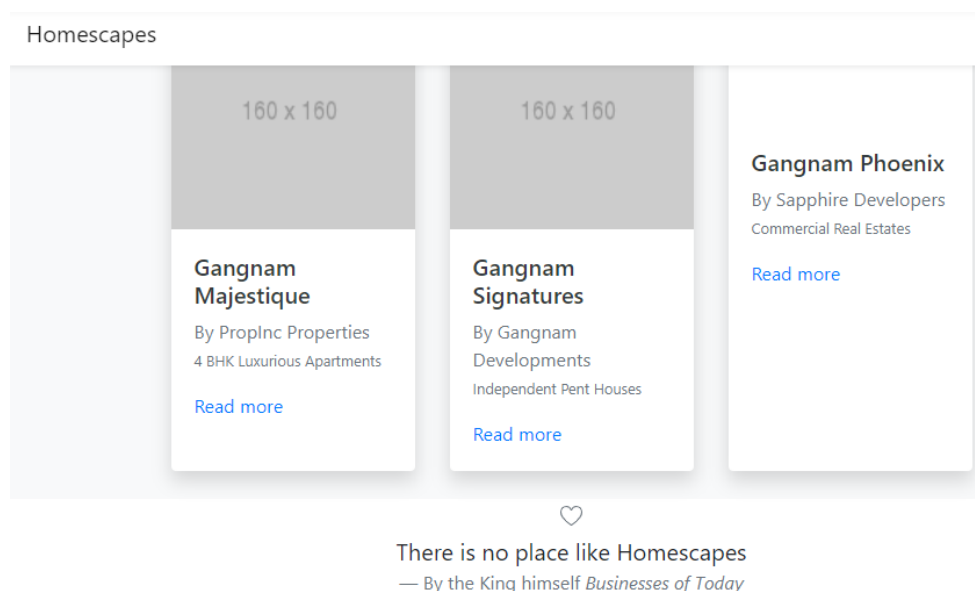 Homescapes
160 x 160
160 x 160
Gangnam Phoenix
By Sapphire Developers
Commercial Real Estates
Read more
Gangnam
Majestique
By PropInc Properties
4 BHK Luxurious Apartments
Read more
Gangnam
Signatures
By Gangnam
Developments
Independent Pent Houses
Read more
There is no place like Homescapes
— By the King himself Businesses of Today